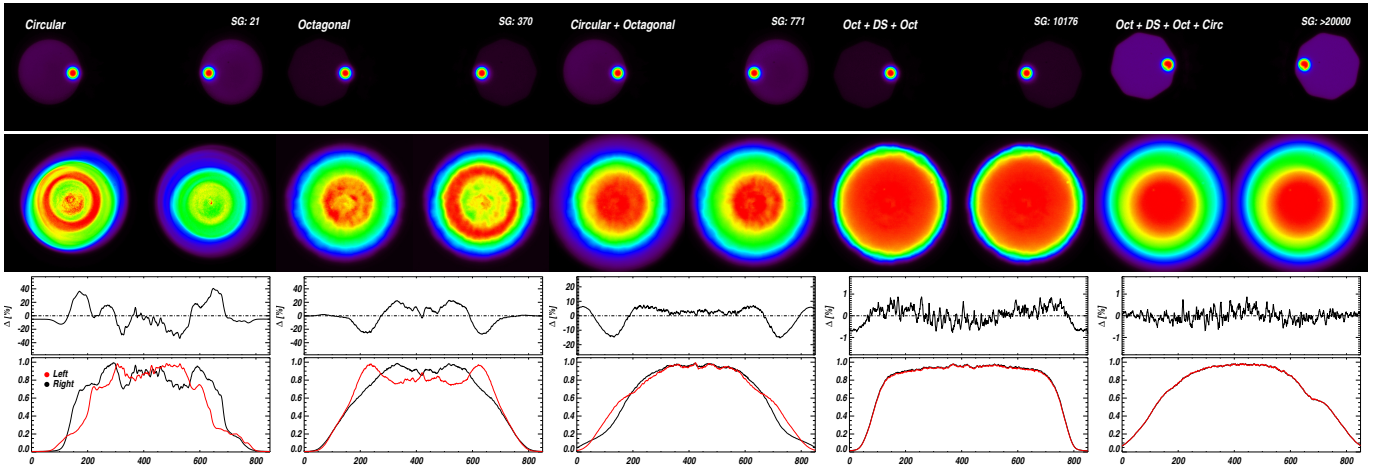 Circular SG: 21 Octagonal SG: 370 Circular + Octagonal SG: 771 Oct + DS + Oct SG: 10176 Oct + DS + Oct + Circ SG: >20000
Δ [%] 40 20 0 -20 -40
Δ [%] 40 20 0 -20 -40
Δ [%] 20 10 0 -10 -20
Δ [%] 1 0 -1
Δ [%] 1 0 -1
1.0 0.8 0.6 0.4 0.2 0.0
Left
Right
0 200 400 600 800
1.0 0.8 0.6 0.4 0.2 0.0
0 200 400 600 800
1.0 0.8 0.6 0.4 0.2 0.0
0 200 400 600 800
1.0 0.8 0.6 0.4 0.2 0.0
0 200 400 600 800
1.0 0.8 0.6 0.4 0.2 0.0
0 200 400 600 800